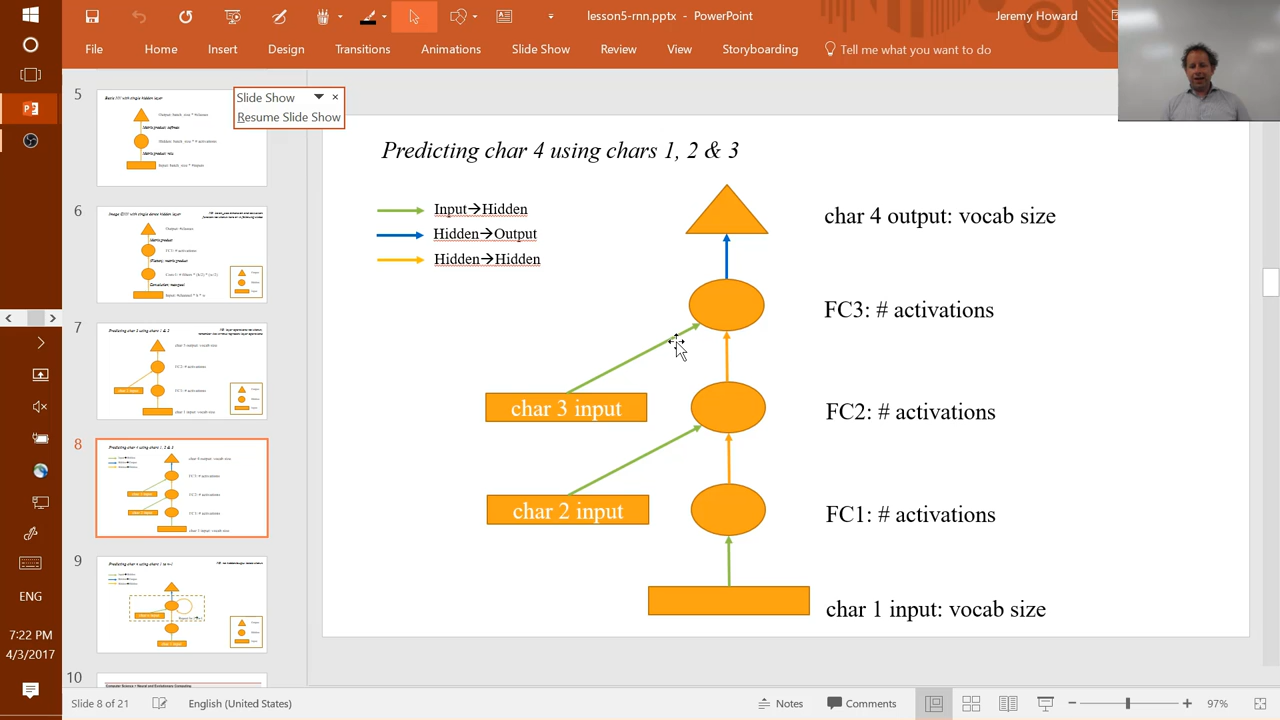 lesson5-rnn.pptx - PowerPoint
Jeremy Howard
File Home Insert Design Transitions Animations Slide Show Review View Storyboarding Tell me what you want to do
5
Slide Show
Resume Slide Show
6
7
8
9
10
Predicting char 4 using chars 1, 2 & 3
Input→Hidden
Hidden→Output
Hidden→Hidden
char 4 output: vocab size
FC3: # activations
char 3 input
FC2: # activations
char 2 input
FC1: # activations
char 1 input: vocab size
ENG
7:22 PM
4/3/2017
Slide 8 of 21
English (United States)
Notes
Comments
97%